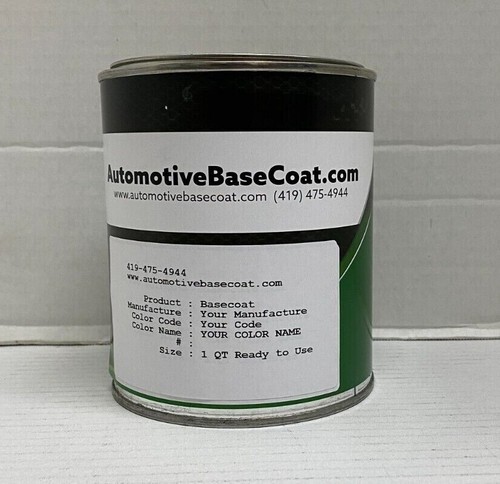 AutomotiveBaseCoat.com
www.automotivebasecoat.com (419) 475-4944
419-475-4944
www.automotivebasecoat.com
Product : Basecoat
Manufacture : Your Manufacture
Color Code : Your Code
Color Name : YOUR COLOR NAME
# :
Size : 1 QT Ready to Use